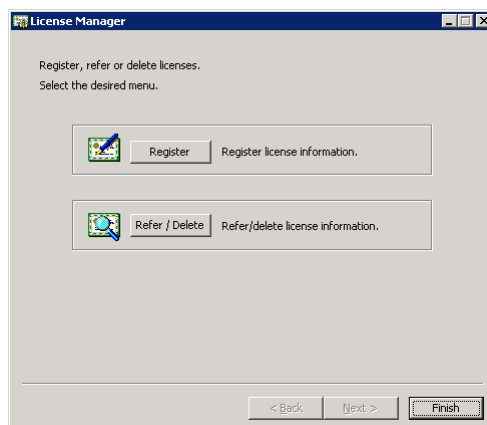 License Manager
Register, refer or delete licenses.
Select the desired menu.
Register Register license information.
Refer / Delete Refer/delete license information.
< Back Next > Finish